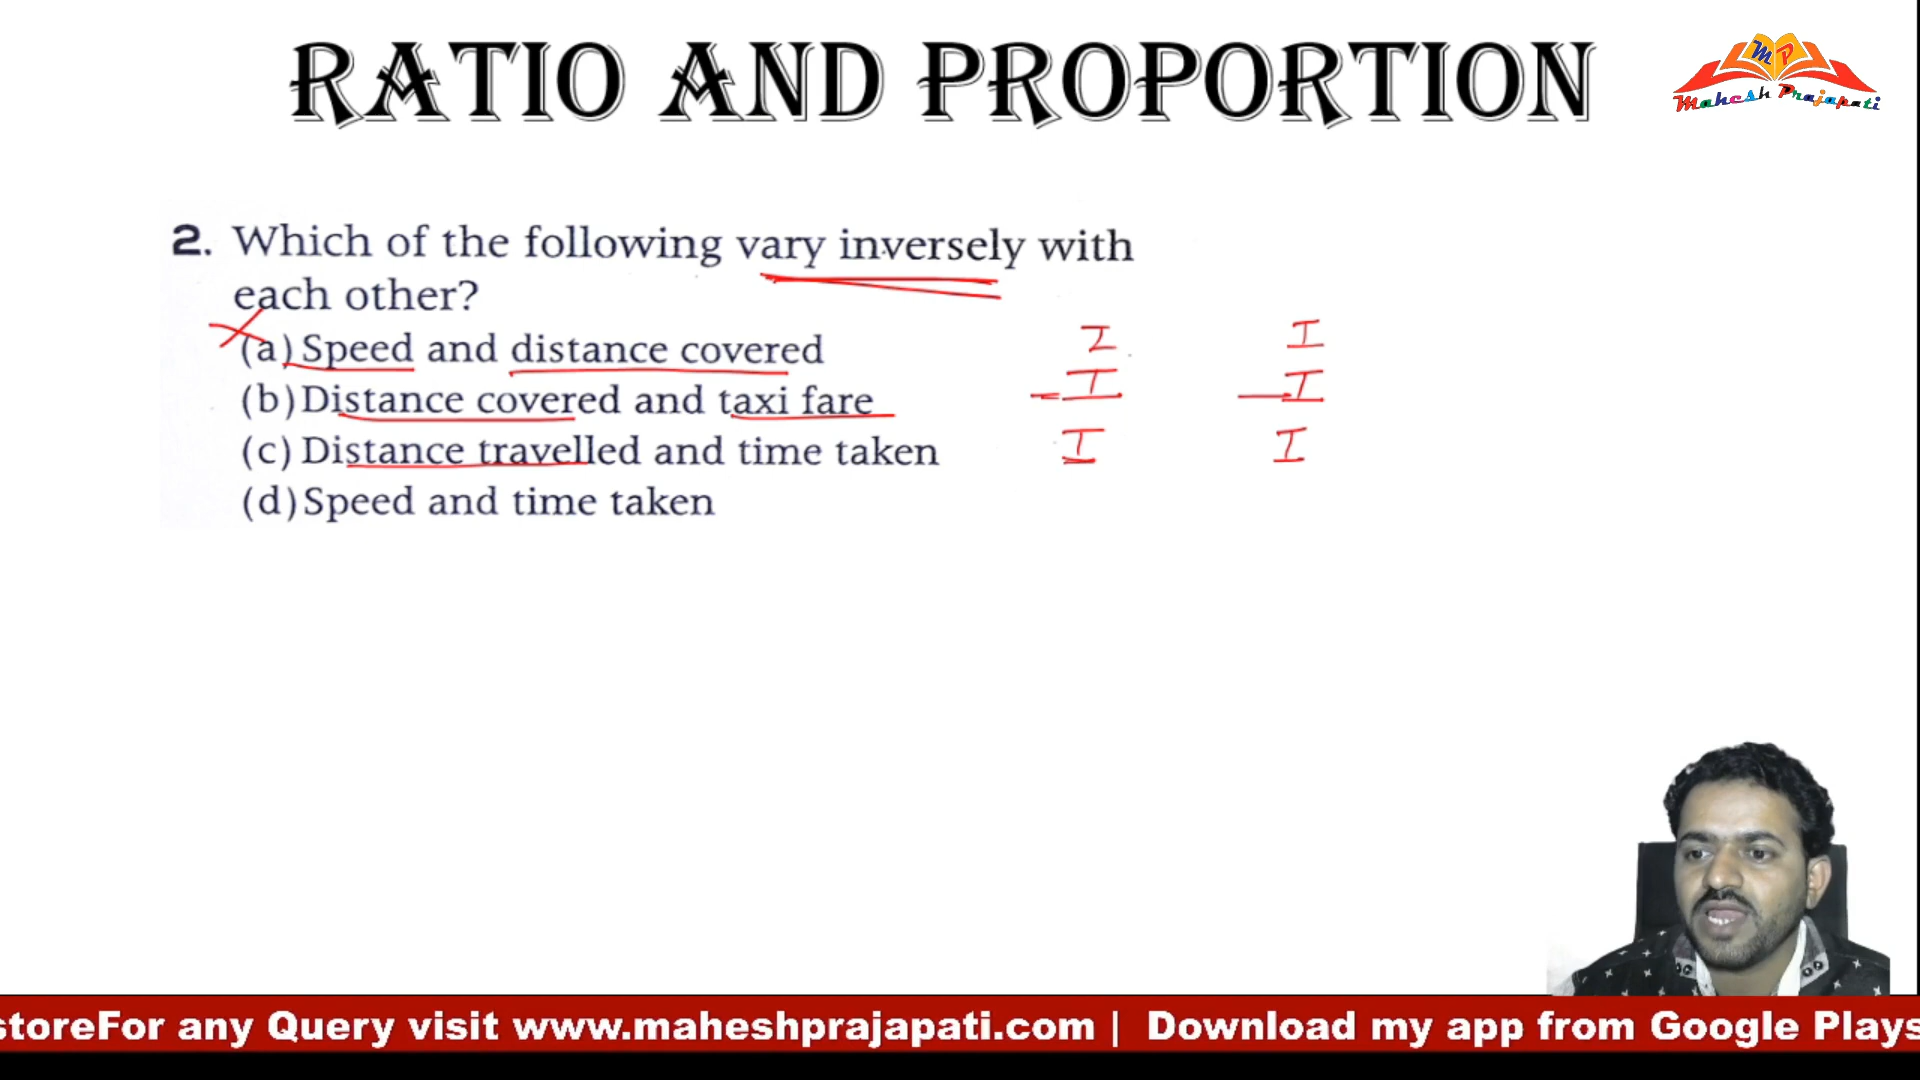 RATIO AND PROPORTION
MP
Mahesh Prajapati
2. Which of the following vary inversely with
each other?
(a) Speed and distance covered
I I
(b) Distance covered and taxi fare
I I
(c) Distance travelled and time taken
I I
(d) Speed and time taken
storeFor any Query visit www.maheshprajapati.com | Download my app from Google Plays